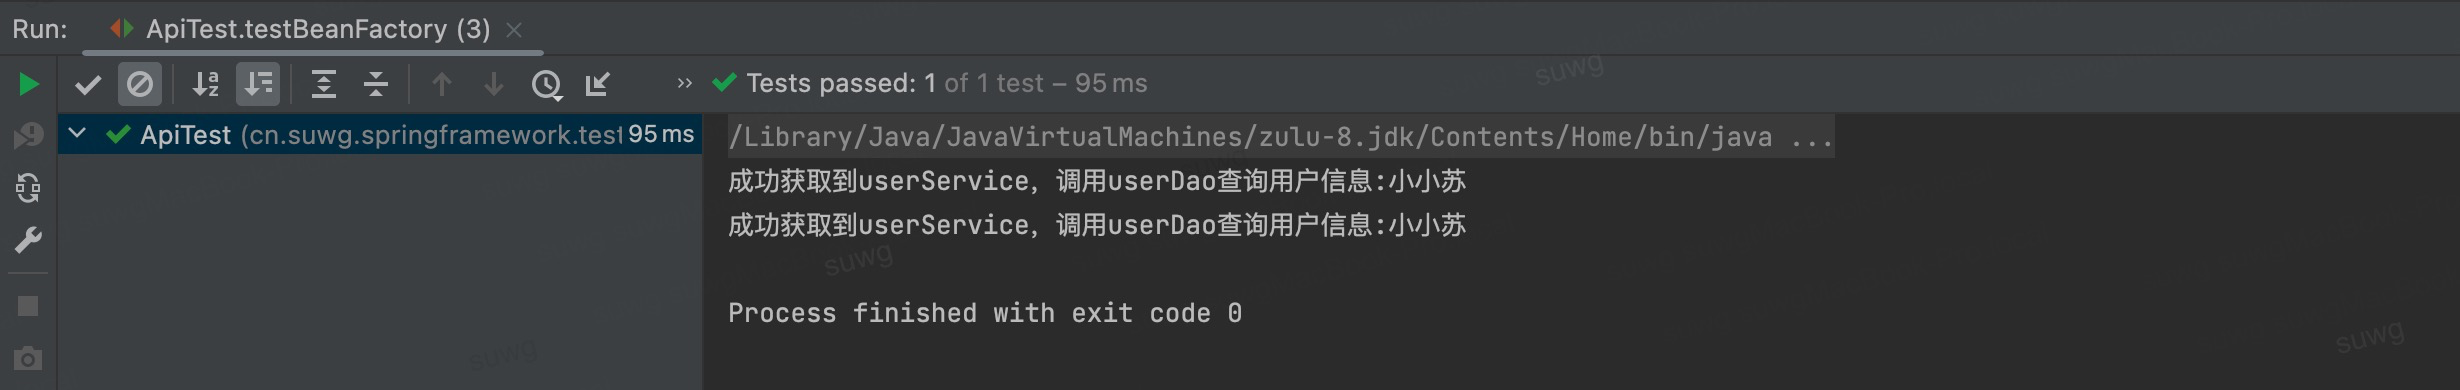 Run: ApiTest.testBeanFactory (3)
Tests passed: 1 of 1 test – 95 ms
ApiTest (cn.suwg.springframework.test 95 ms
/Library/Java/JavaVirtualMachines/zulu-8.jdk/Contents/Home/bin/java ...
成功获取到userService，调用userDao查询用户信息:小小苏
成功获取到userService，调用userDao查询用户信息:小小苏
Process finished with exit code 0
suwg
suwg
suwg
suwg